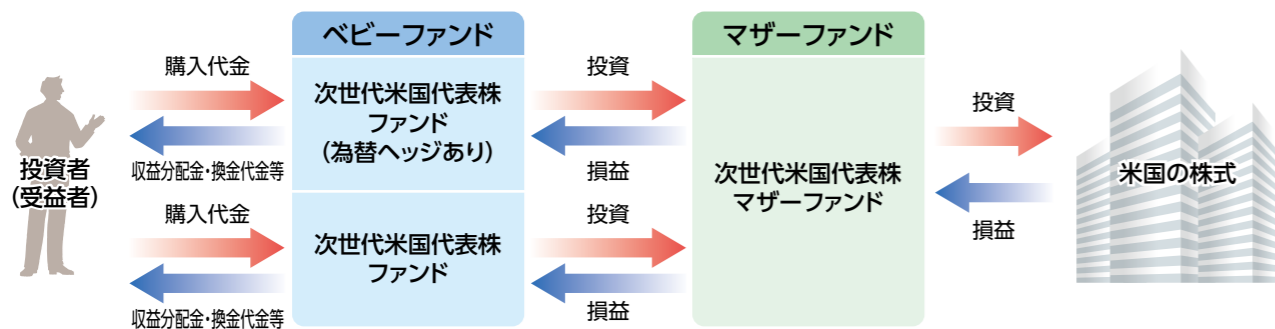 ベビーファンド
マザーファンド
購入代金
次世代米国代表株
ファンド
(為替ヘッジあり)
収益分配金・換金代金等
投資
損益
投資者
(受益者)
購入代金
次世代米国代表株
ファンド
収益分配金・換金代金等
投資
損益
次世代米国代表株
マザーファンド
投資
損益
米国の株式